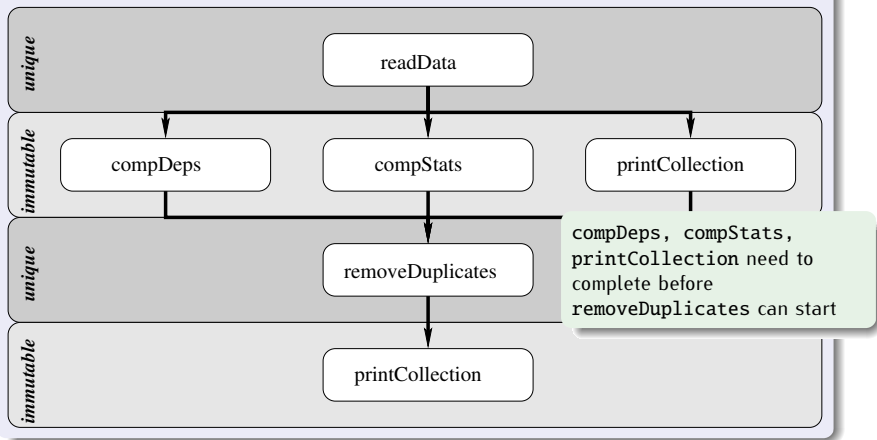 unique
readData
immutable
compDeps
compStats
printCollection
unique
removeDuplicates
compDeps, compStats,
printCollection need to
complete before
removeDuplicates can start
immutable
printCollection